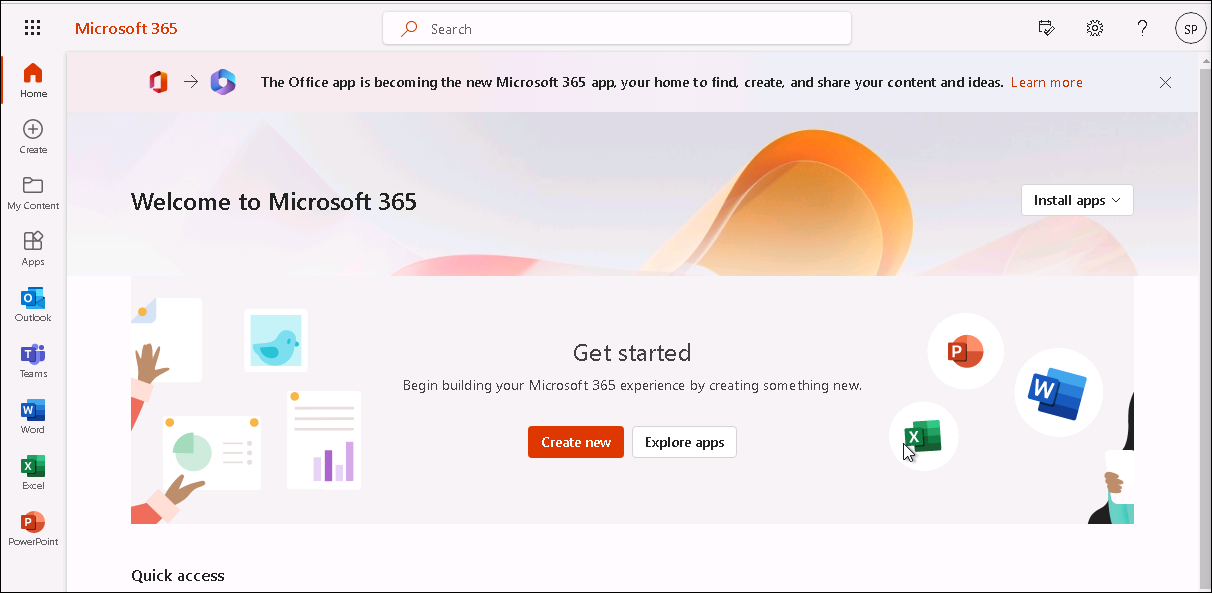 Microsoft 365
Search
SP
Home
Create
My Content
Apps
Outlook
Teams
Word
Excel
PowerPoint
The Office app is becoming the new Microsoft 365 app, your home to find, create, and share your content and ideas. Learn more
Welcome to Microsoft 365
Install apps
Get started
Begin building your Microsoft 365 experience by creating something new.
Create new
Explore apps
Quick access